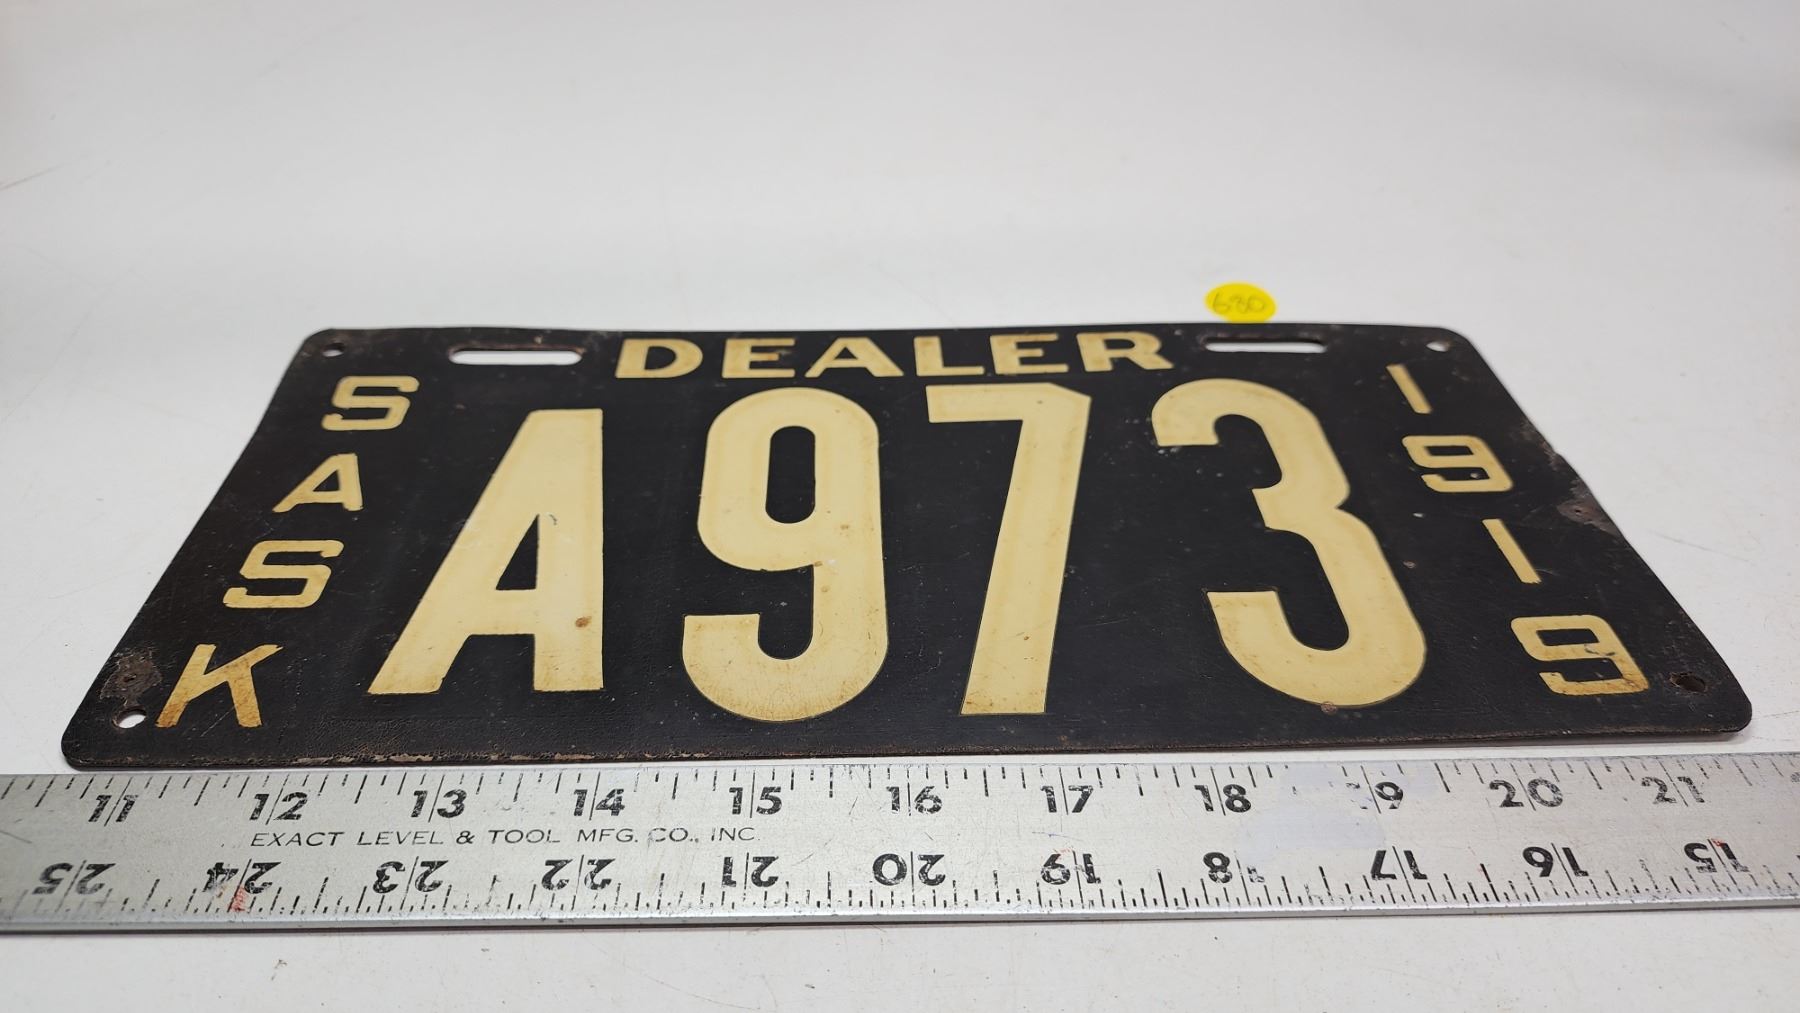 680
DEALER
SASK
A973
1919
11 12 13 14 15 16 17 18 19 20 21
EXACT LEVEL & TOOL MFG. CO., INC.
25 24 23 22 21 20 19 18 17 16 15